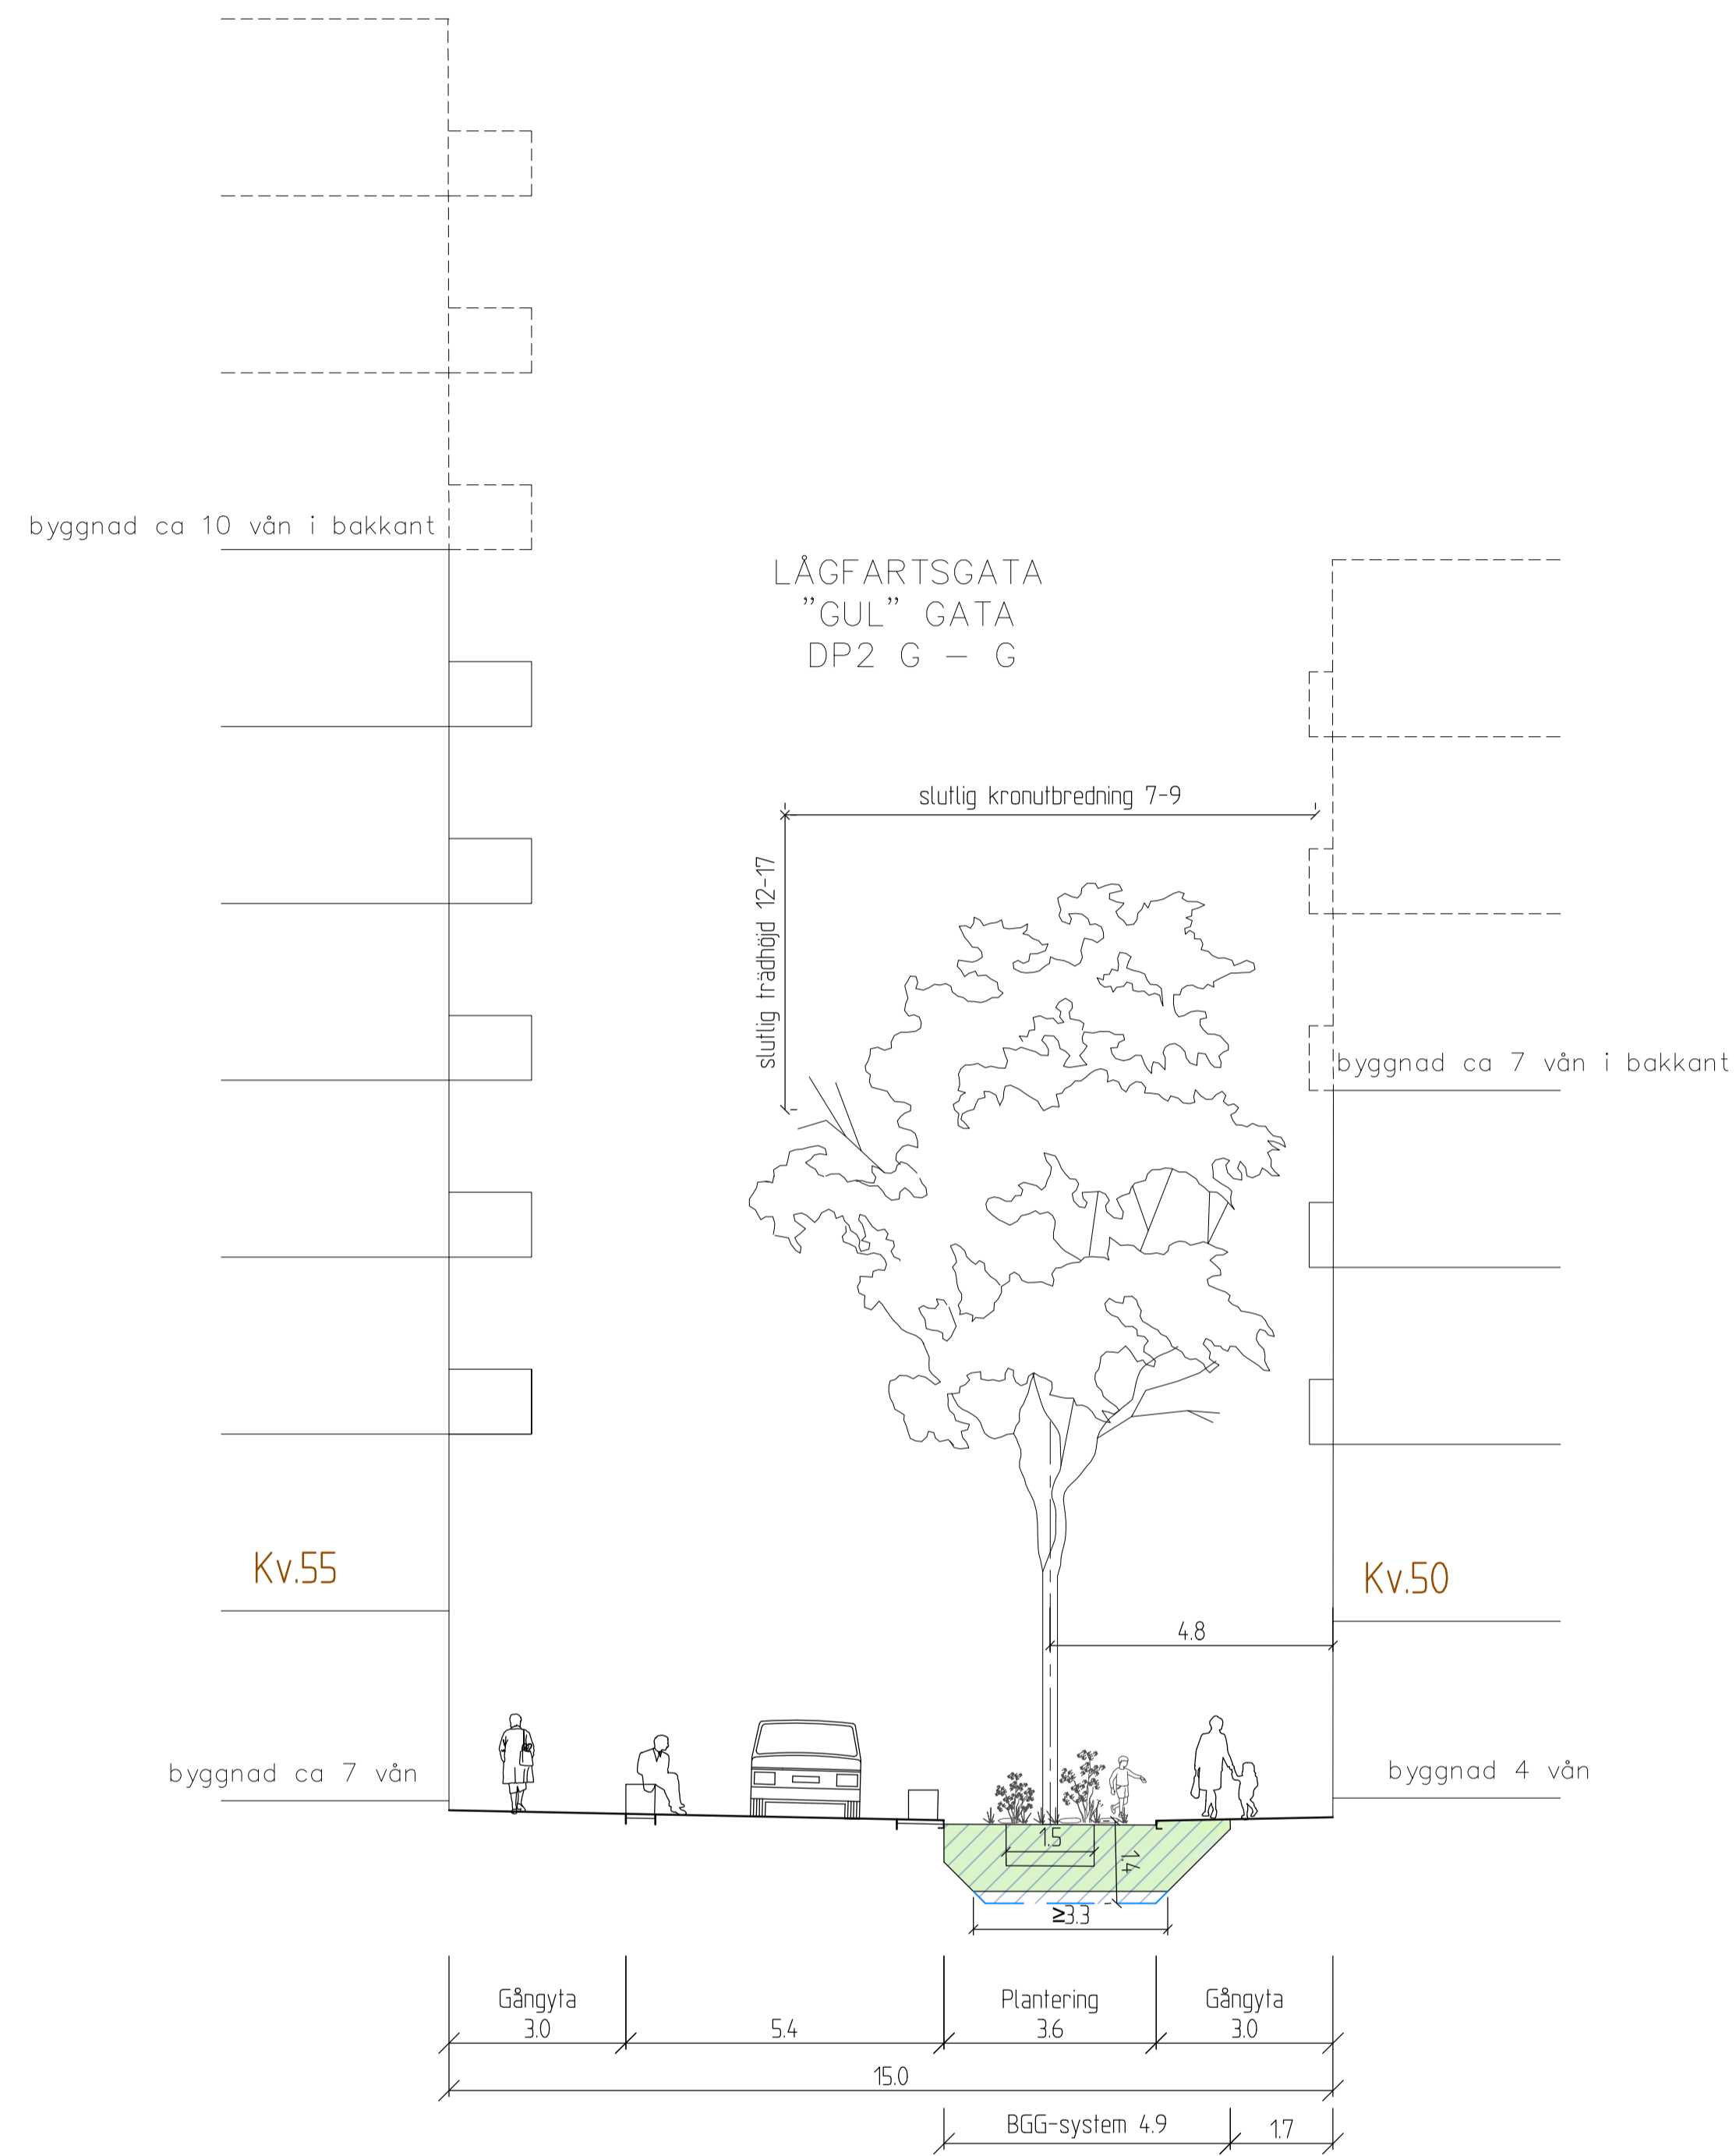 byggnad ca 10 vån i bakkant
LÅGFARTSGATA
”GUL” GATA
DP2 G – G
slutlig kronutbredning 7-9
slutlig trädhöjd 12-17
byggnad ca 7 vån i bakkant
Kv.55
Kv.50
4.8
byggnad ca 7 vån
byggnad 4 vån
1.5
1.4
≥3.3
Gångyta
3.0
5.4
Plantering
3.6
Gångyta
3.0
15.0
BGG-system 4.9
1.7